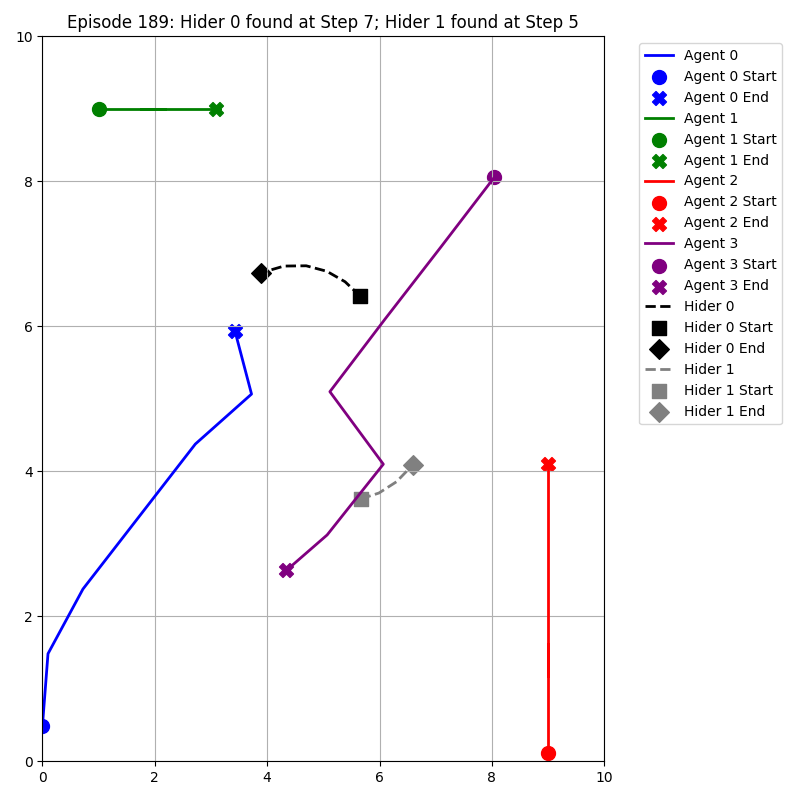 Episode 189: Hider 0 found at Step 7; Hider 1 found at Step 5
10
8
6
4
2
0
0 2 4 6 8 10
Agent 0
Agent 0 Start
Agent 0 End
Agent 1
Agent 1 Start
Agent 1 End
Agent 2
Agent 2 Start
Agent 2 End
Agent 3
Agent 3 Start
Agent 3 End
Hider 0
Hider 0 Start
Hider 0 End
Hider 1
Hider 1 Start
Hider 1 End